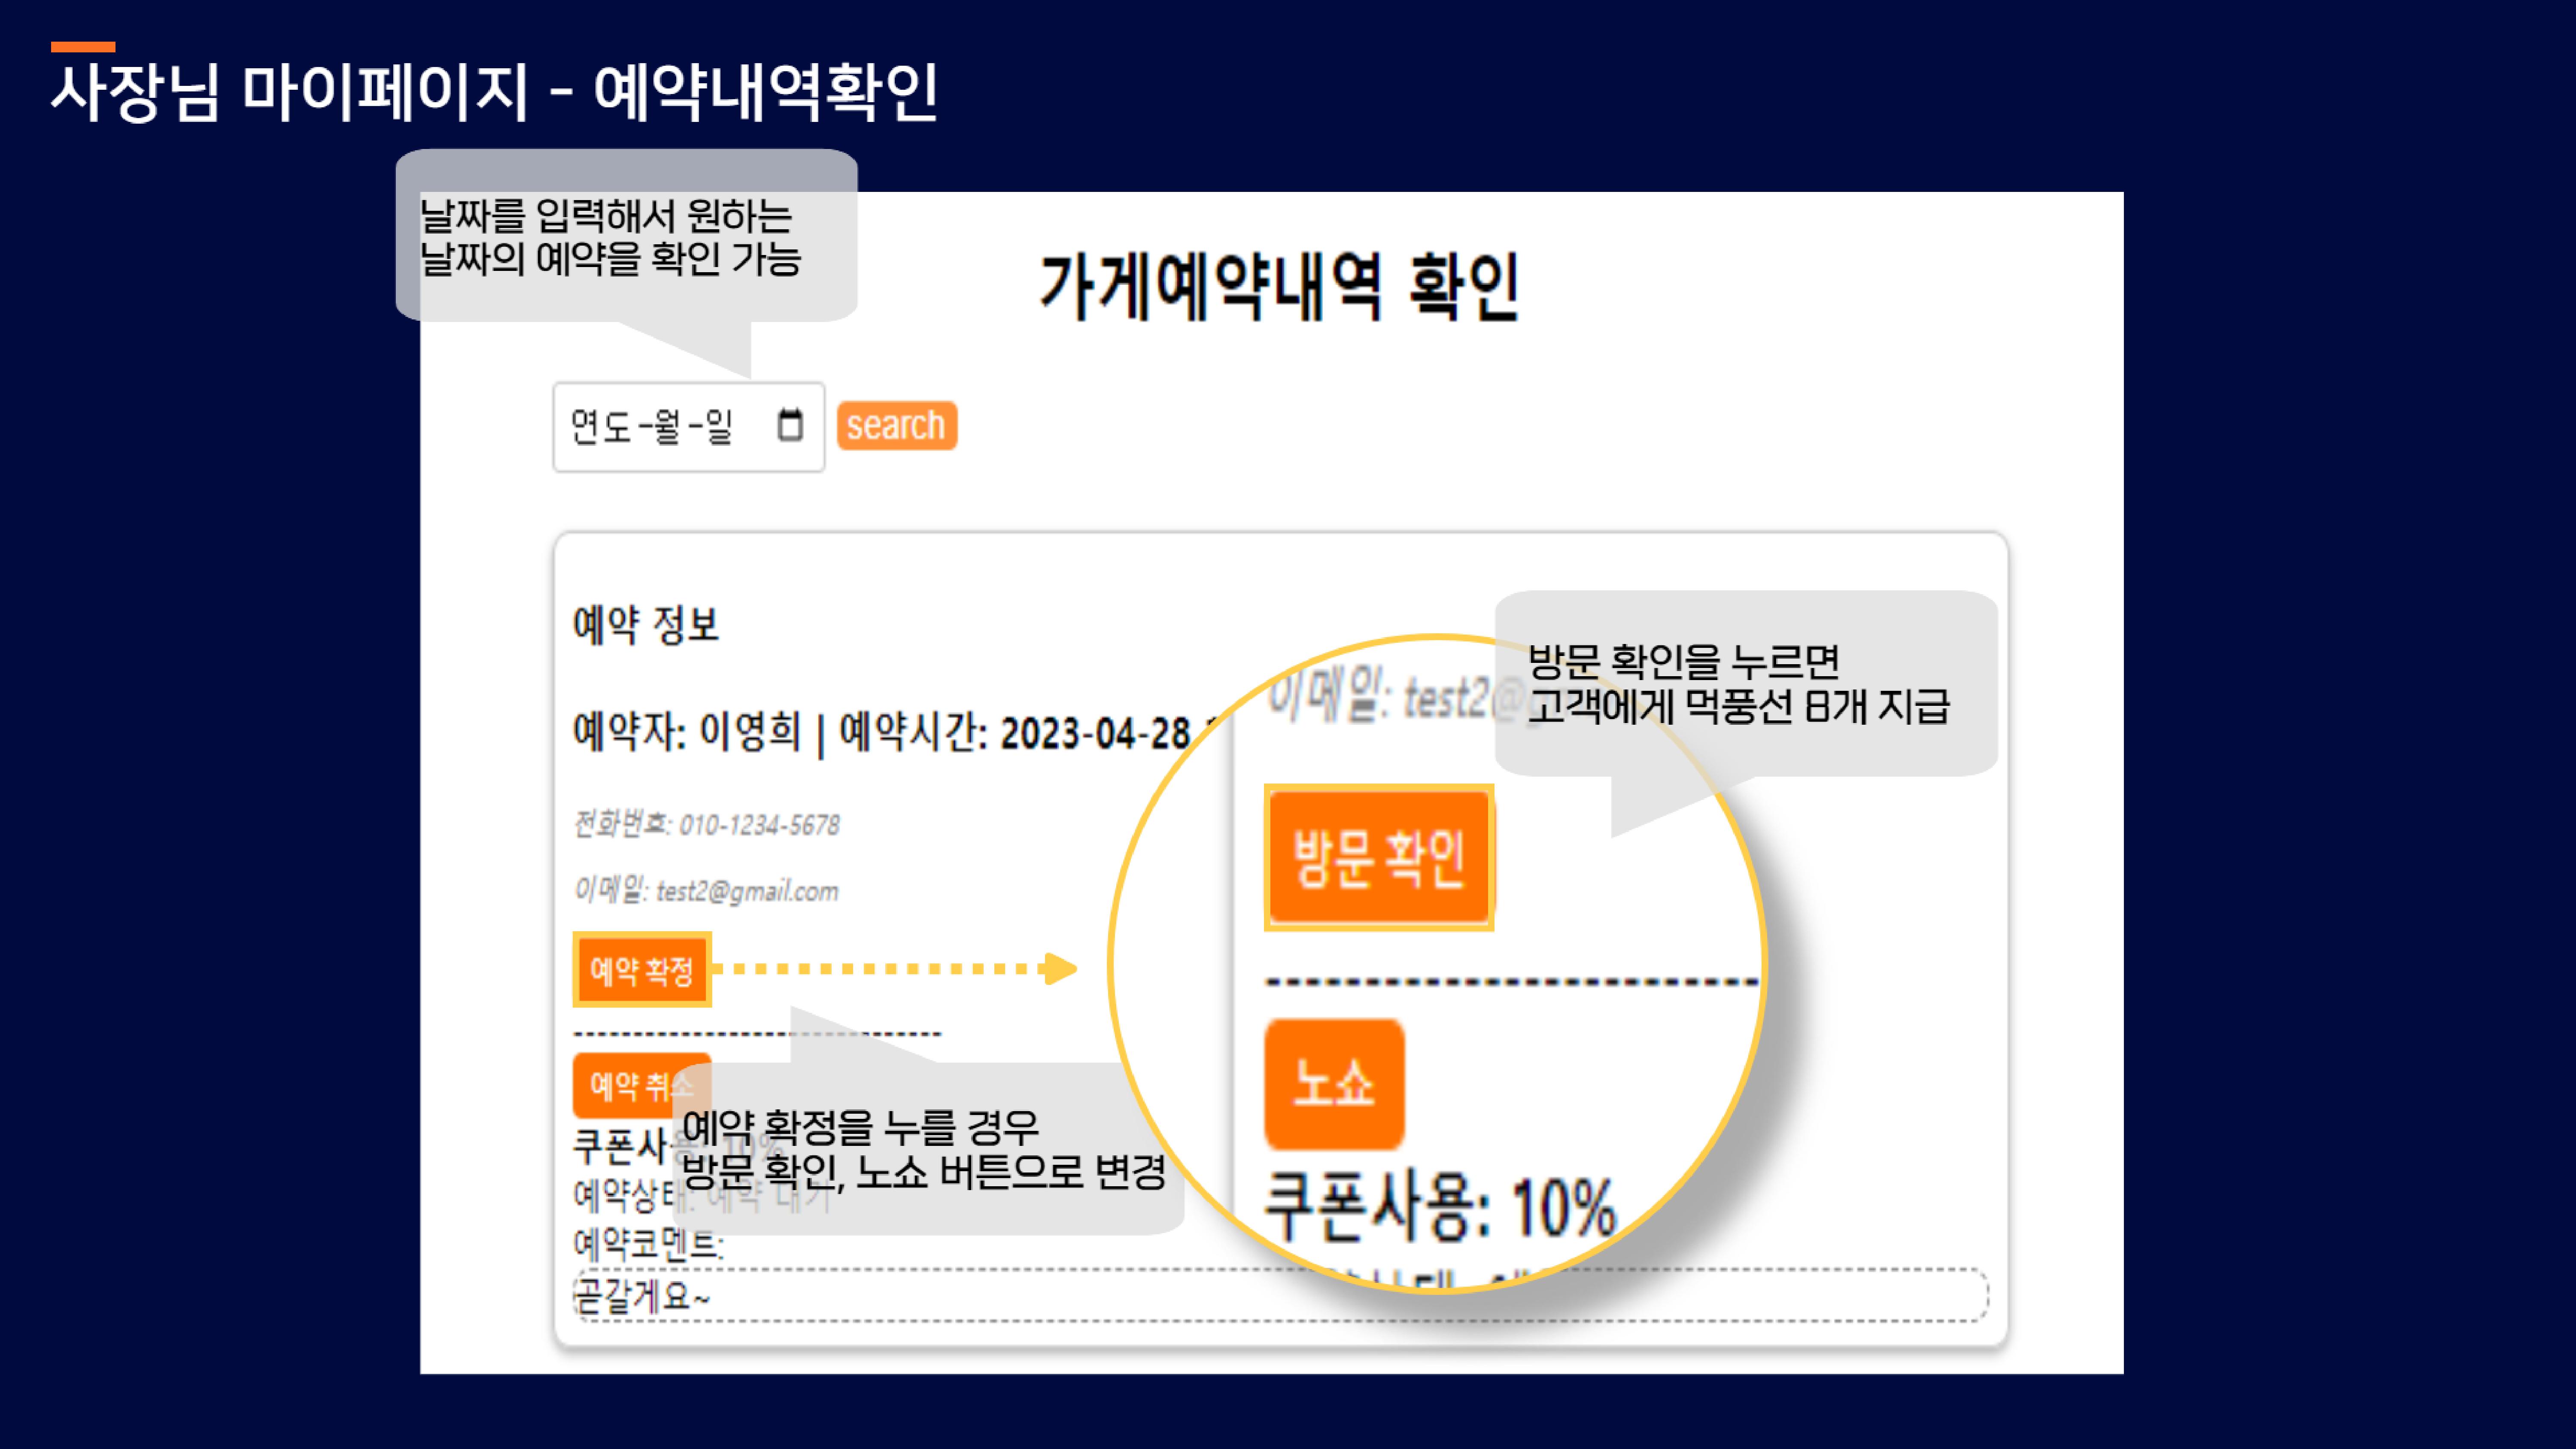 사장님 마이페이지 - 예약내역확인
날짜를 입력해서 원하는
날짜의 예약을 확인 가능
가게예약내역 확인
연도-월-일
search
예약 정보
예약자: 이영희 | 예약시간: 2023-04-28
전화번호: 010-1234-5678
이메일: test2@gmail.com
예약 확정
------------------------------
예약 취소
쿠폰사용: 10%
예약상태: 예약 대기
예약코멘트:
곧갈게요~
예약 확정을 누를 경우
방문 확인, 노쇼 버튼으로 변경
이메일: test2@
방문 확인을 누르면
고객에게 먹풍선 8개 지급
방문 확인
------------------------
노쇼
쿠폰사용: 10%